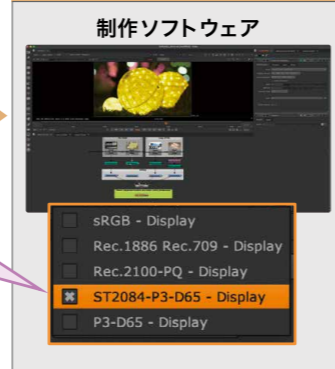 制作ソフトウェア
sRGB - Display
Rec.1886 Rec.709 - Display
Rec.2100-PQ - Display
ST2084-P3-D65 - Display
P3-D65 - Display